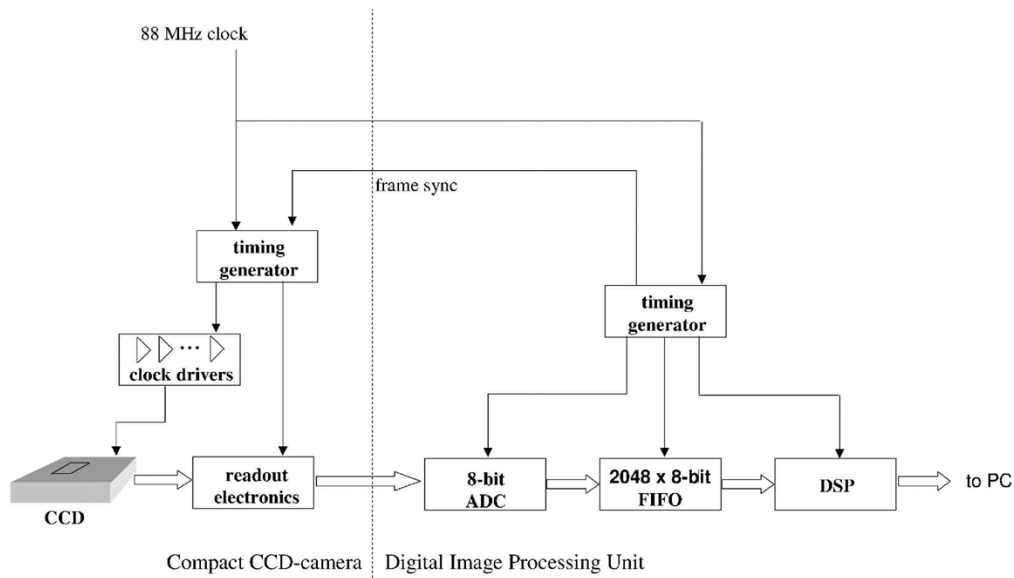 88 MHz clock
frame sync
timing
generator
timing
generator
clock drivers
CCD
readout
electronics
8-bit
ADC
2048 x 8-bit
FIFO
DSP
to PC
Compact CCD-camera
Digital Image Processing Unit